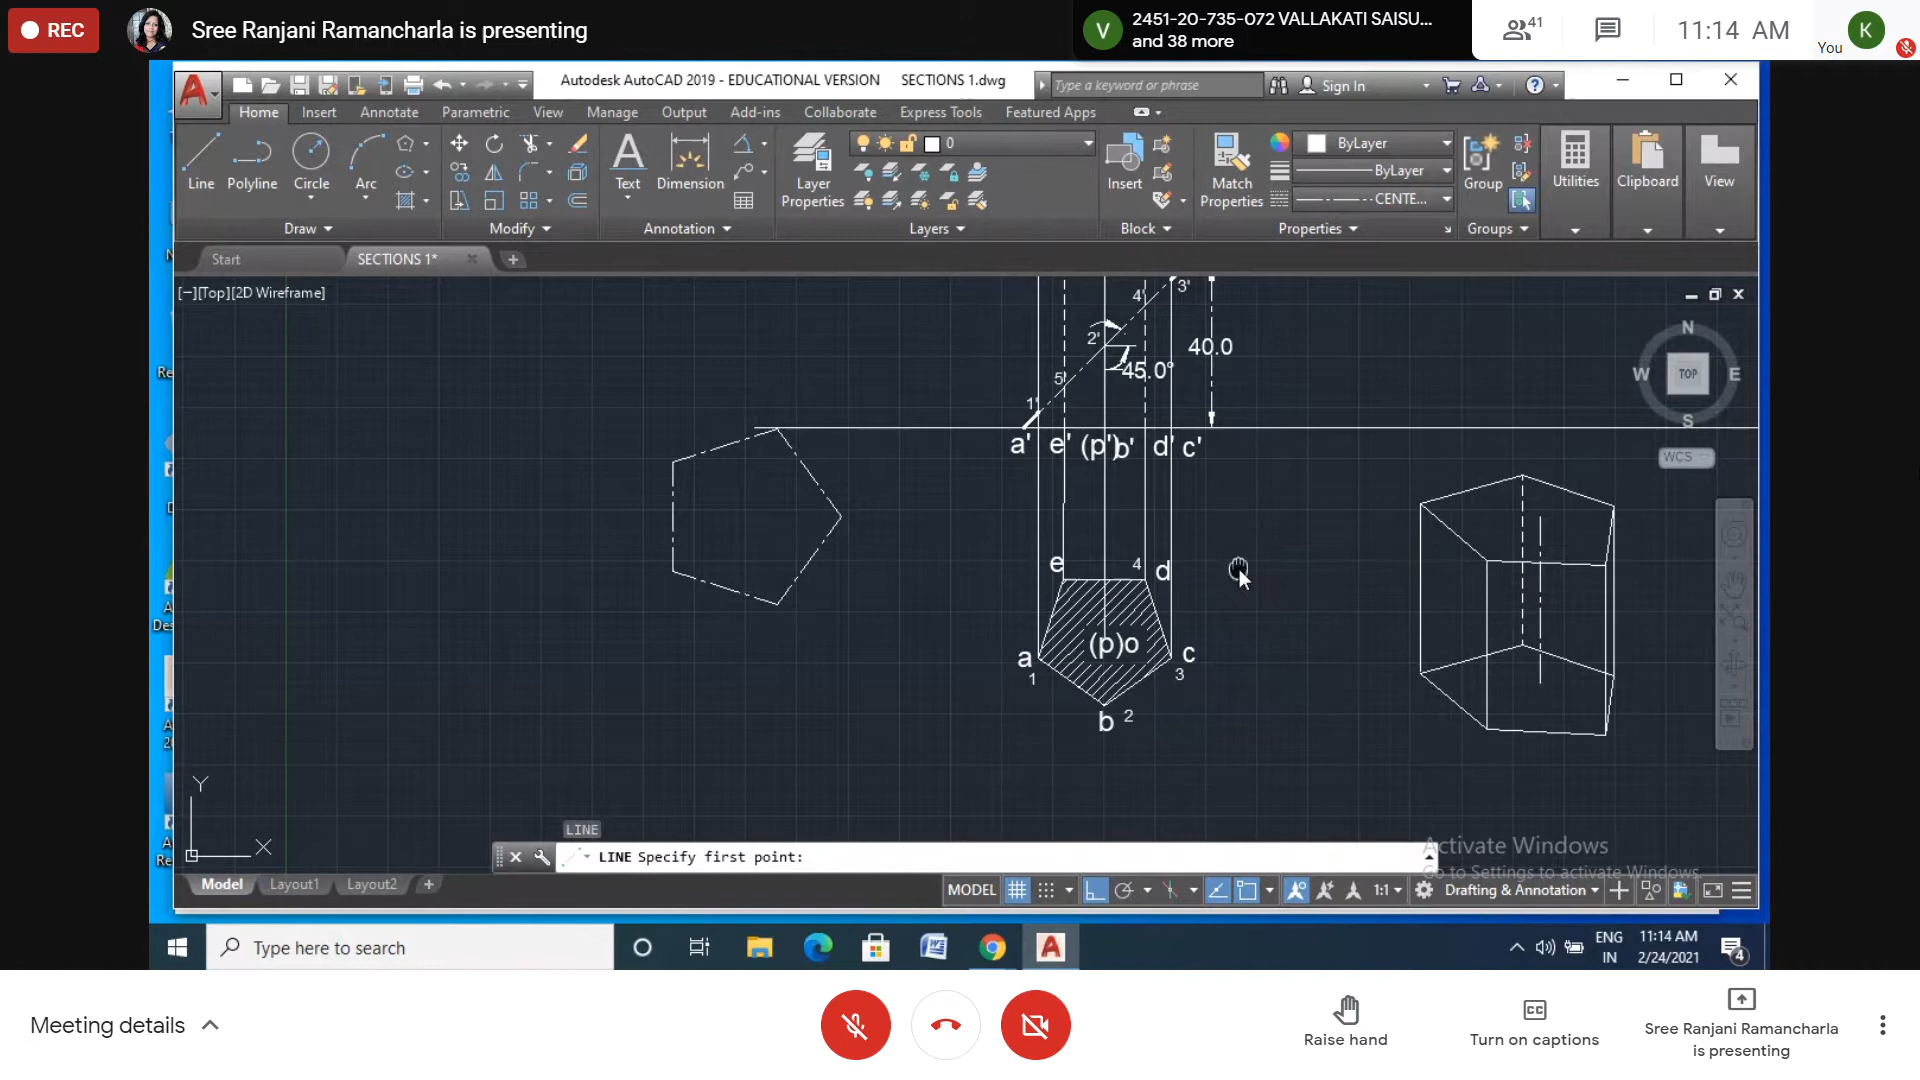 REC
Sree Ranjani Ramancharla is presenting
V
2451-20-735-072 VALLAKATI SAISU...
and 38 more
41
11:14 AM
You
K
Autodesk AutoCAD 2019 - EDUCATIONAL VERSION SECTIONS 1.dwg
Type a keyword or phrase
Sign In
Home Insert Annotate Parametric View Manage Output Add-ins Collaborate Express Tools Featured Apps
Line Polyline Circle Arc
Text Dimension
Layer Properties
0
Insert
Match Properties
ByLayer
ByLayer
CENTE...
Group
Utilities
Clipboard
View
Draw Modify Annotation Layers Block Properties Groups
Start SECTIONS 1*
[−][Top][2D Wireframe]
N
W TOP E
S
WCS
3'
4'
2'
40.0
45.0°
5'
1'
a' e' (p') b' d' c'
e 4 d
(p)o
a c
1 3
b 2
Y
X
LINE
LINE Specify first point:
Activate Windows
Go to Settings to activate Windows.
Model Layout1 Layout2
MODEL 1:1 Drafting & Annotation
Type here to search
ENG
IN
11:14 AM
2/24/2021
4
Meeting details
Raise hand
Turn on captions
Sree Ranjani Ramancharla
is presenting